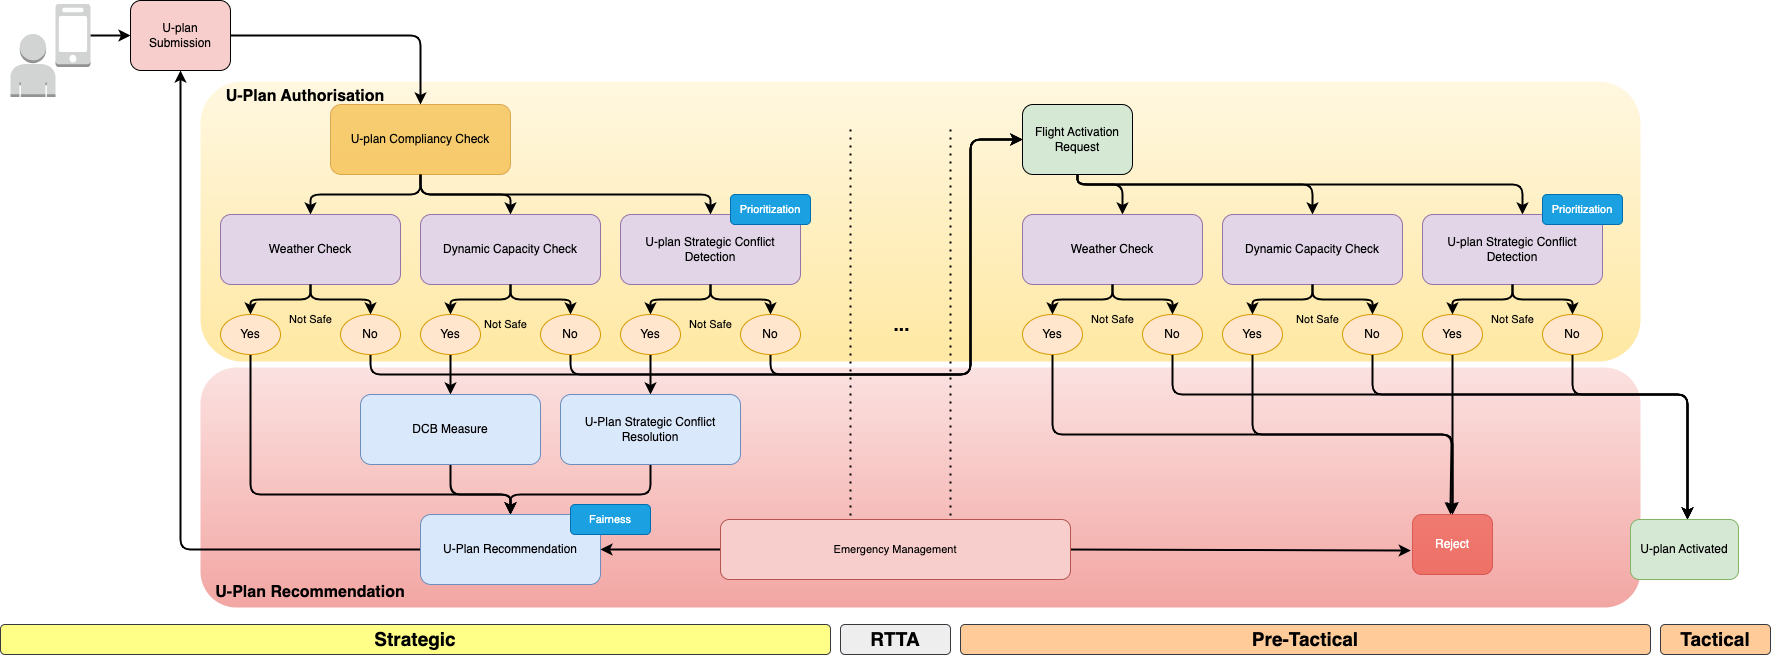 U-plan
Submission
U-Plan Authorisation
U-plan Compliancy Check
Flight Activation
Request
Prioritization
Prioritization
Weather Check
Dynamic Capacity Check
U-plan Strategic Conflict
Detection
Weather Check
Dynamic Capacity Check
U-plan Strategic Conflict
Detection
Yes
Not Safe
No
Yes
Not Safe
No
Yes
Not Safe
No
...
Yes
Not Safe
No
Yes
Not Safe
No
Yes
Not Safe
No
DCB Measure
U-Plan Strategic Conflict
Resolution
Fairness
U-Plan Recommendation
Emergency Management
Reject
U-plan Activated
U-Plan Recommendation
Strategic
RTTA
Pre-Tactical
Tactical